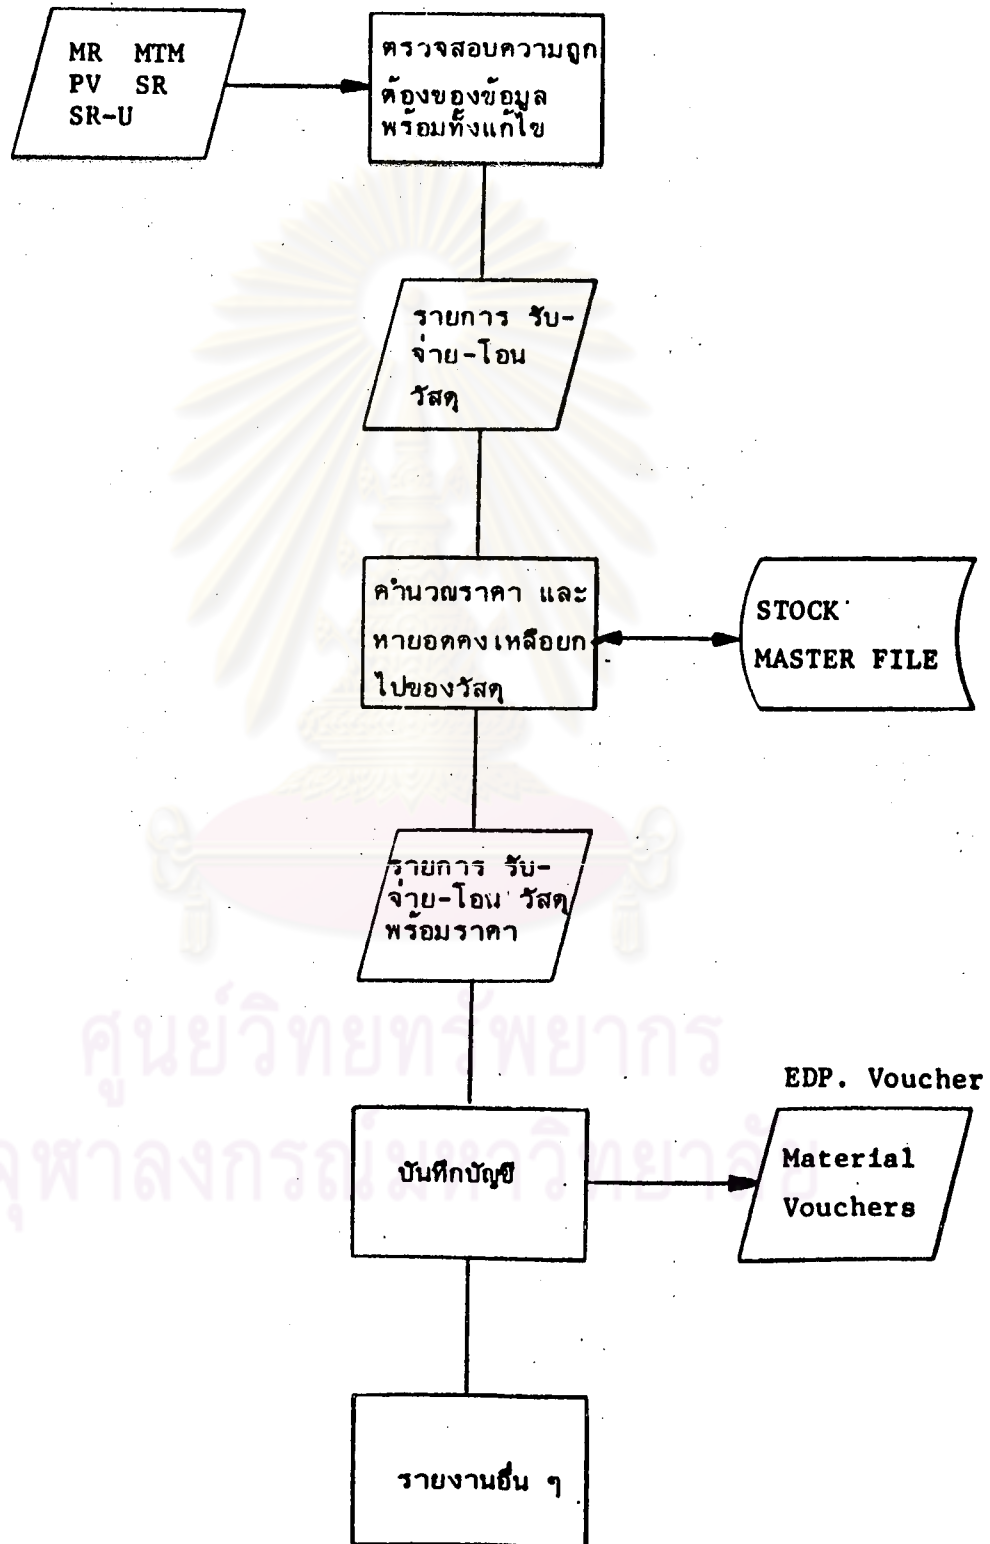 MR MTM
PV SR
SR-U
ตรวจสอบความถูก
ต้องของข้อมูล
พร้อมทั้งแก้ไข
รายการ รับ-
จ่าย-โอน
วัสดุ
คำนวณราคา และ
หายอดคงเหลือยก
ไปของวัสดุ
STOCK
MASTER FILE
รายการ รับ-
จ่าย-โอน วัสดุ
พร้อมราคา
ศูนย์วิทยทรัพยากร
จุฬาลงกรณ์มหาวิทยาลัย
EDP. Voucher
บันทึกบัญชี
Material
Vouchers
รายงานอื่น ๆ